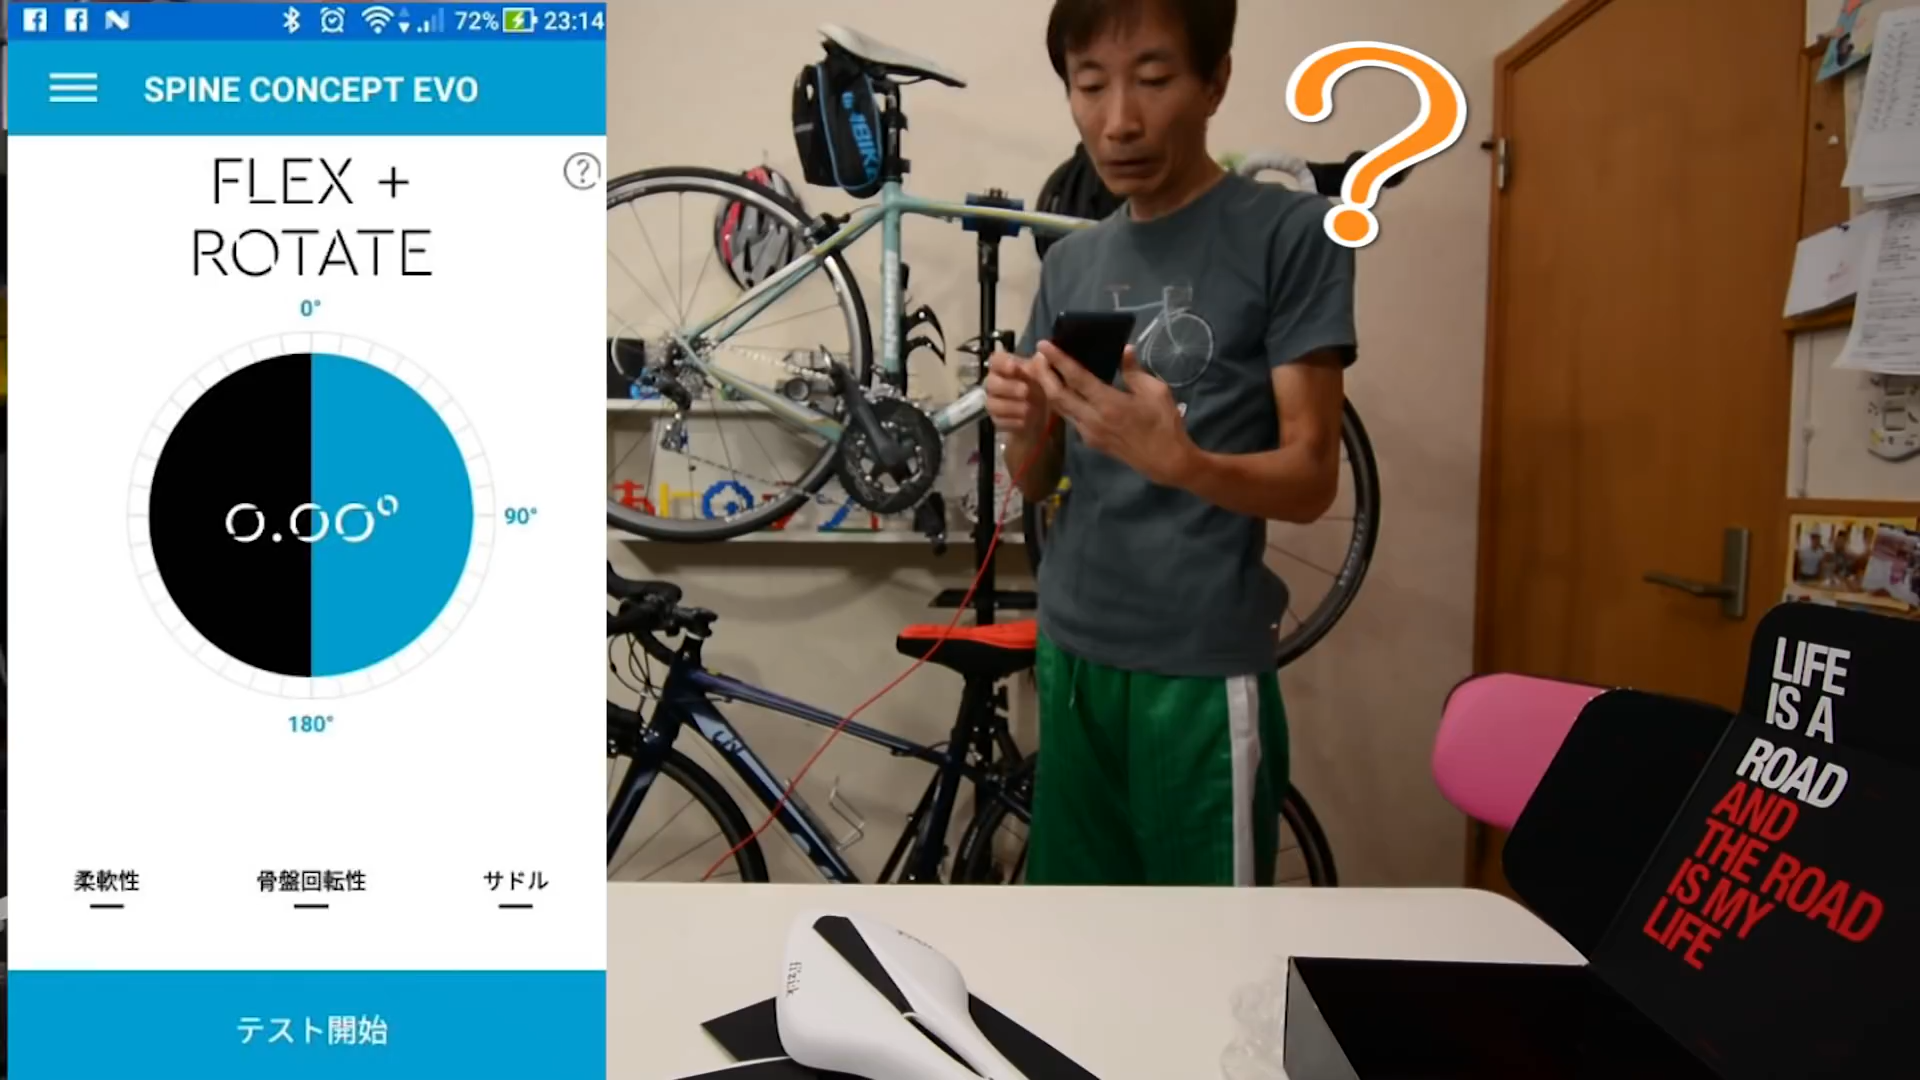 72% 23:14
SPINE CONCEPT EVO
FLEX +
ROTATE
0°
0.00°
90°
180°
柔軟性 骨盤回転性 サドル
テスト開始
?
fi'zi:k
LIFE
IS A
ROAD
AND
THE ROAD
IS MY
LIFE